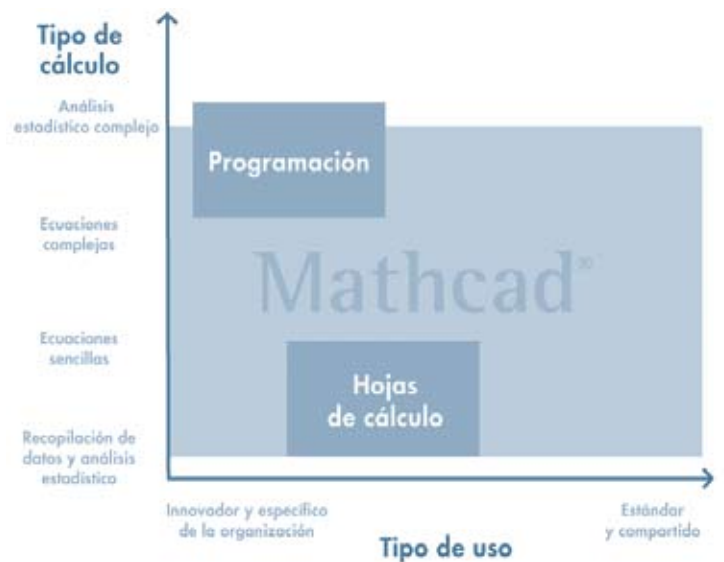 Tipo de
cálculo
Análisis
estadístico complejo
Programación
Ecuaciones
complejas
Mathcad®
Ecuaciones
sencillas
Hojas
de cálculo
Recopilación de
datos y análisis
estadístico
Innovador y específico
de la organización
Estándar
y compartido
Tipo de uso